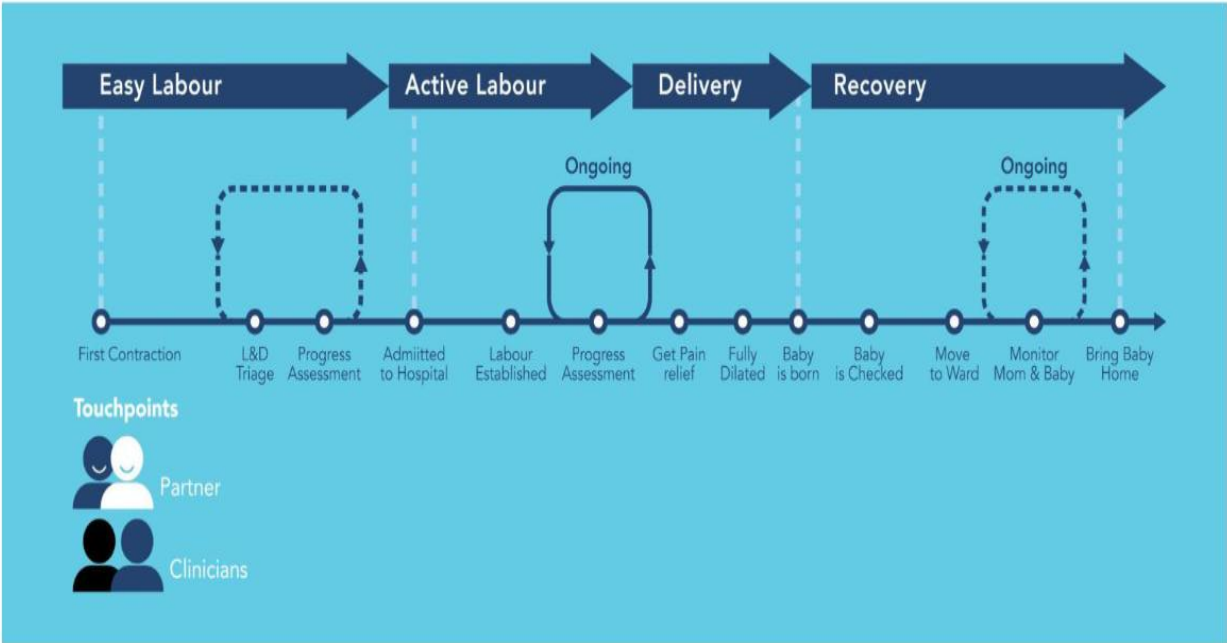 Easy Labour
Active Labour
Delivery
Recovery
Ongoing
Ongoing
First Contraction
L&D
Triage
Progress
Assessment
Admiitted
to Hospital
Labour
Established
Progress
Assessment
Get Pain
relief
Fully
Dilated
Baby
is born
Baby
is Checked
Move
to Ward
Monitor
Mom & Baby
Bring Baby
Home
Touchpoints
Partner
Clinicians